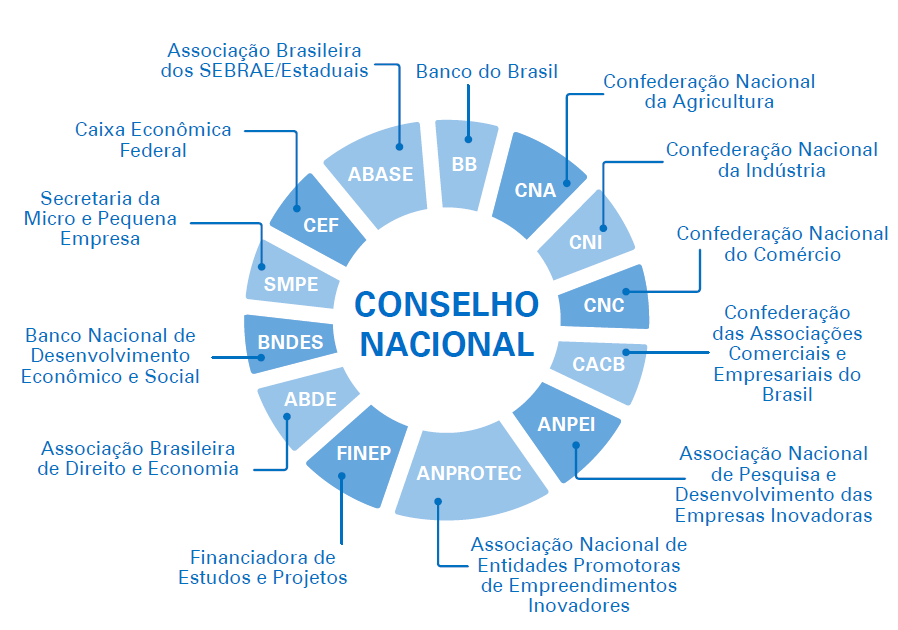 Associação Brasileira
dos SEBRAE/Estaduais
Banco do Brasil
Confederação Nacional
da Agricultura
Confederação Nacional
da Indústria
Confederação Nacional
do Comércio
Confederação
das Associações
Comerciais e
Empresariais do
Brasil
Associação Nacional
de Pesquisa e
Desenvolvimento das
Empresas Inovadoras
Associação Nacional de
Entidades Promotoras
de Empreendimentos
Inovadores
Financiadora de
Estudos e Projetos
Associação Brasileira
de Direito e Economia
Banco Nacional de
Desenvolvimento
Econômico e Social
Secretaria da
Micro e Pequena
Empresa
Caixa Econômica
Federal
ABASE
BB
CNA
CNI
CNC
CACB
ANPEI
ANPROTEC
FINEP
ABDE
BNDES
SMPE
CEF
CONSELHO
NACIONAL